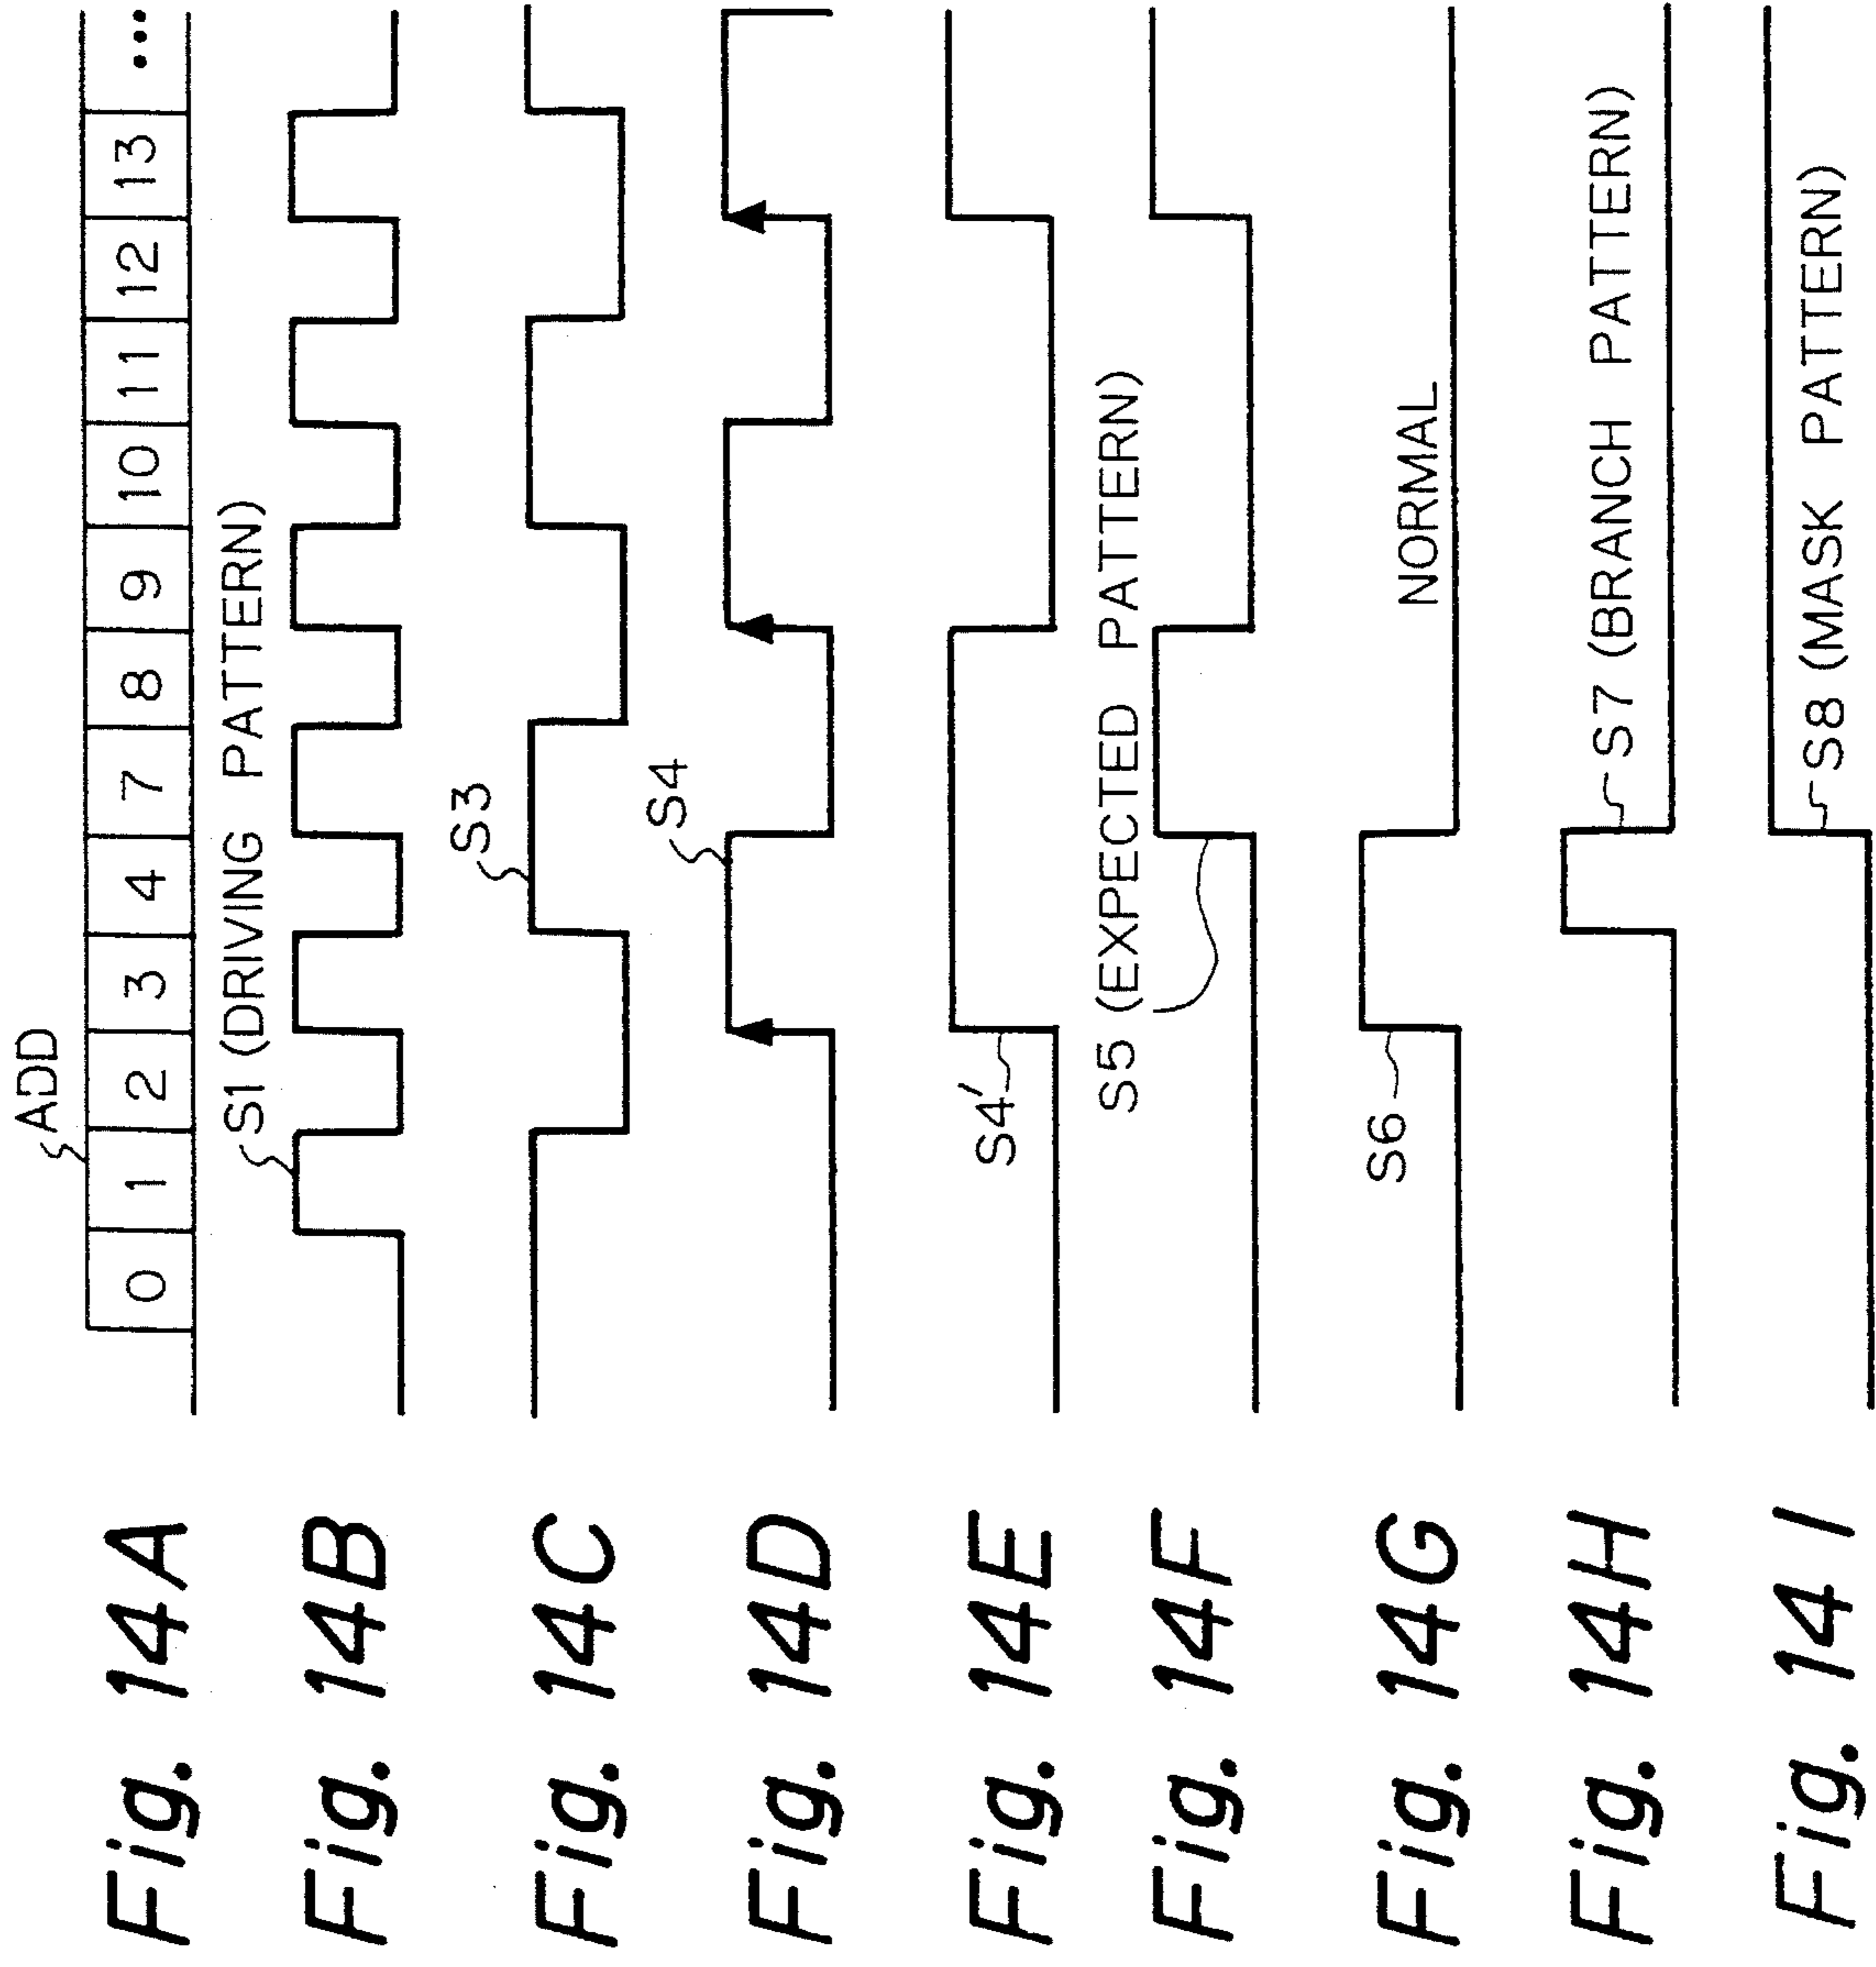 Fig. 14A
ADD
0 1 2 3 4 7 8 9 10 11 12 13 ...
Fig. 14B
S1 (DRIVING PATTERN)
Fig. 14C
S3
Fig. 14D
S4
Fig. 14E
S4'
Fig. 14F
S5 (EXPECTED PATTERN)
Fig. 14G
S6
NORMAL
Fig. 14H
S7 (BRANCH PATTERN)
Fig. 14 I
S8 (MASK PATTERN)